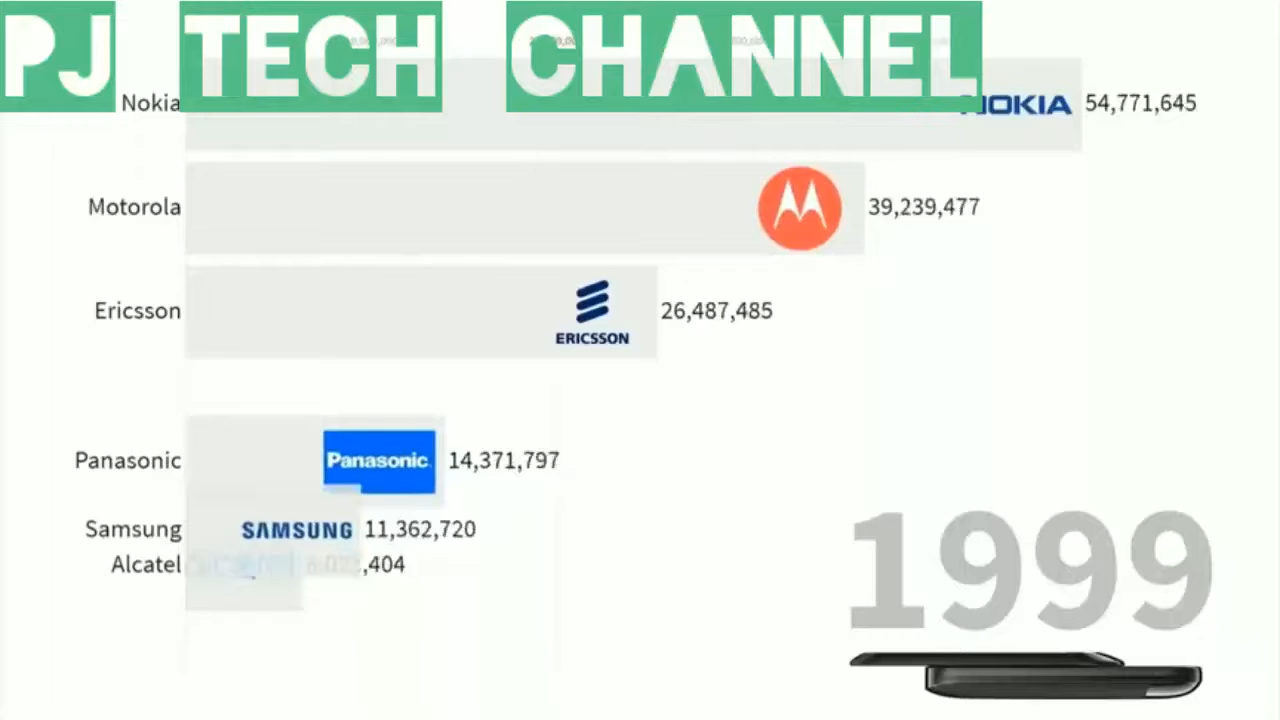 PJ TECH CHANNEL
Nokia NOKIA 54,771,645
Motorola 39,239,477
Ericsson ERICSSON 26,487,485
Panasonic Panasonic 14,371,797
Samsung SAMSUNG 11,362,720
Alcatel ,404
1999